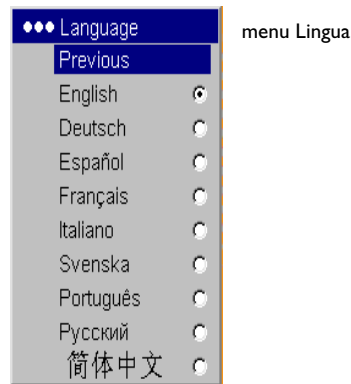 ••• Language
menu Lingua
Previous
English
Deutsch
Español
Français
Italiano
Svenska
Português
Русский
简体中文